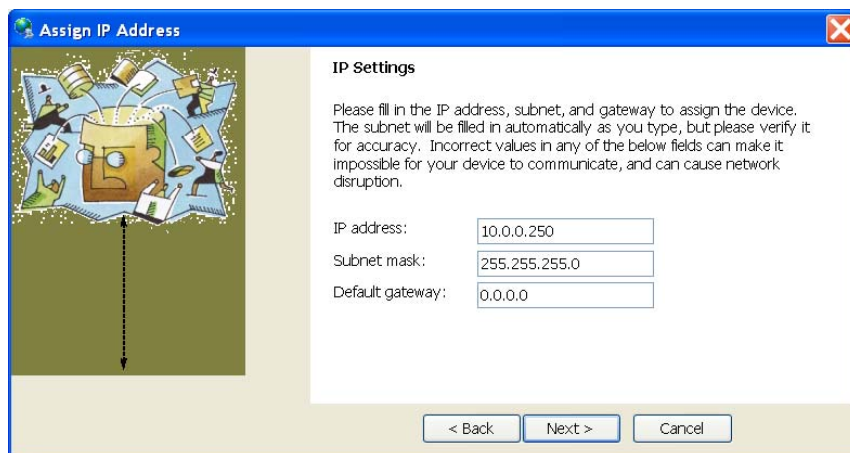 Assign IP Address
IP Settings
Please fill in the IP address, subnet, and gateway to assign the device.
The subnet will be filled in automatically as you type, but please verify it
for accuracy. Incorrect values in any of the below fields can make it
impossible for your device to communicate, and can cause network
disruption.
IP address: 10.0.0.250
Subnet mask: 255.255.255.0
Default gateway: 0.0.0.0
< Back Next > Cancel